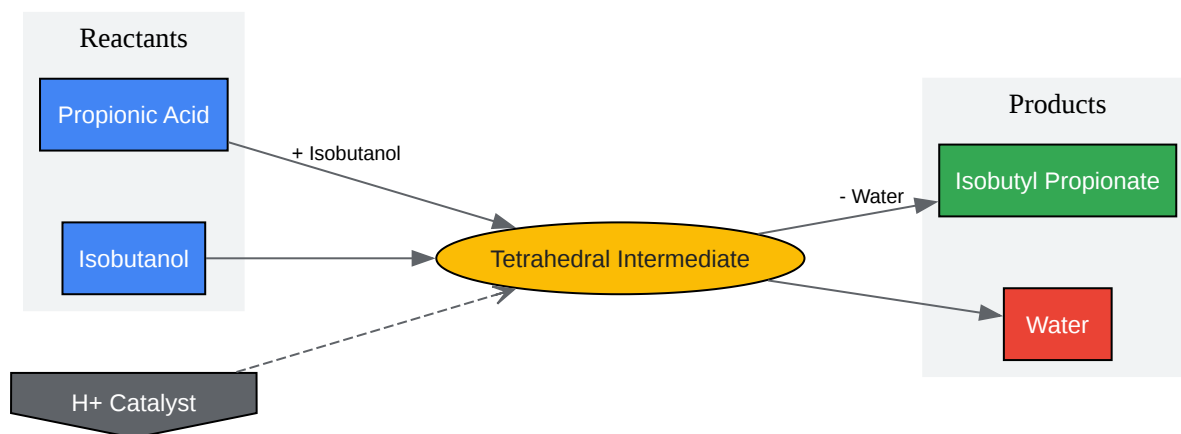 Reactants
Propionic Acid
+ Isobutanol
Isobutanol
H+ Catalyst
Tetrahedral Intermediate
Products
- Water
Isobutyl Propionate
Water